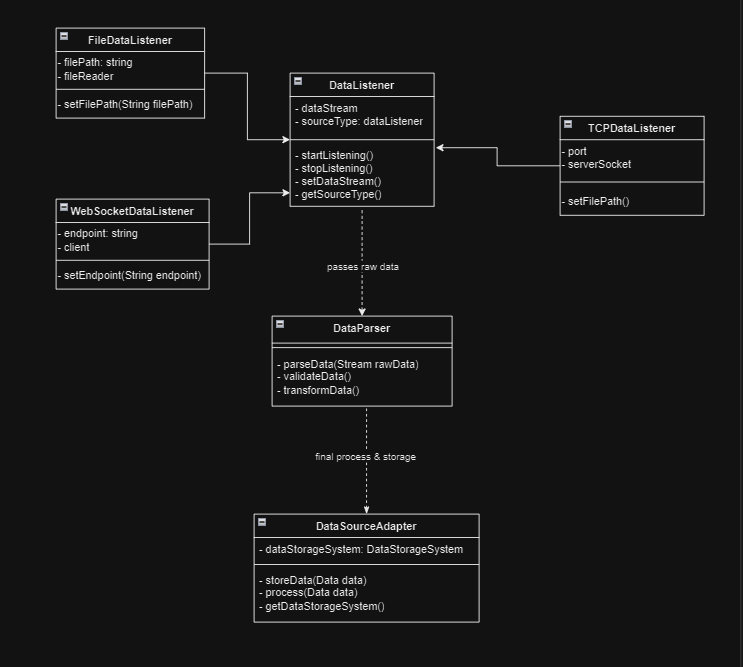 FileDataListener
- filePath: string
- fileReader
- setFilePath(String filePath)
DataListener
- dataStream
- sourceType: dataListener
- startListening()
- stopListening()
- setDataStream()
- getSourceType()
TCPDataListener
- port
- serverSocket
- setFilePath()
WebSocketDataListener
- endpoint: string
- client
- setEndpoint(String endpoint)
passes raw data
DataParser
- parseData(Stream rawData)
- validateData()
- transformData()
final process & storage
DataSourceAdapter
- dataStorageSystem: DataStorageSystem
- storeData(Data data)
- process(Data data)
- getDataStorageSystem()